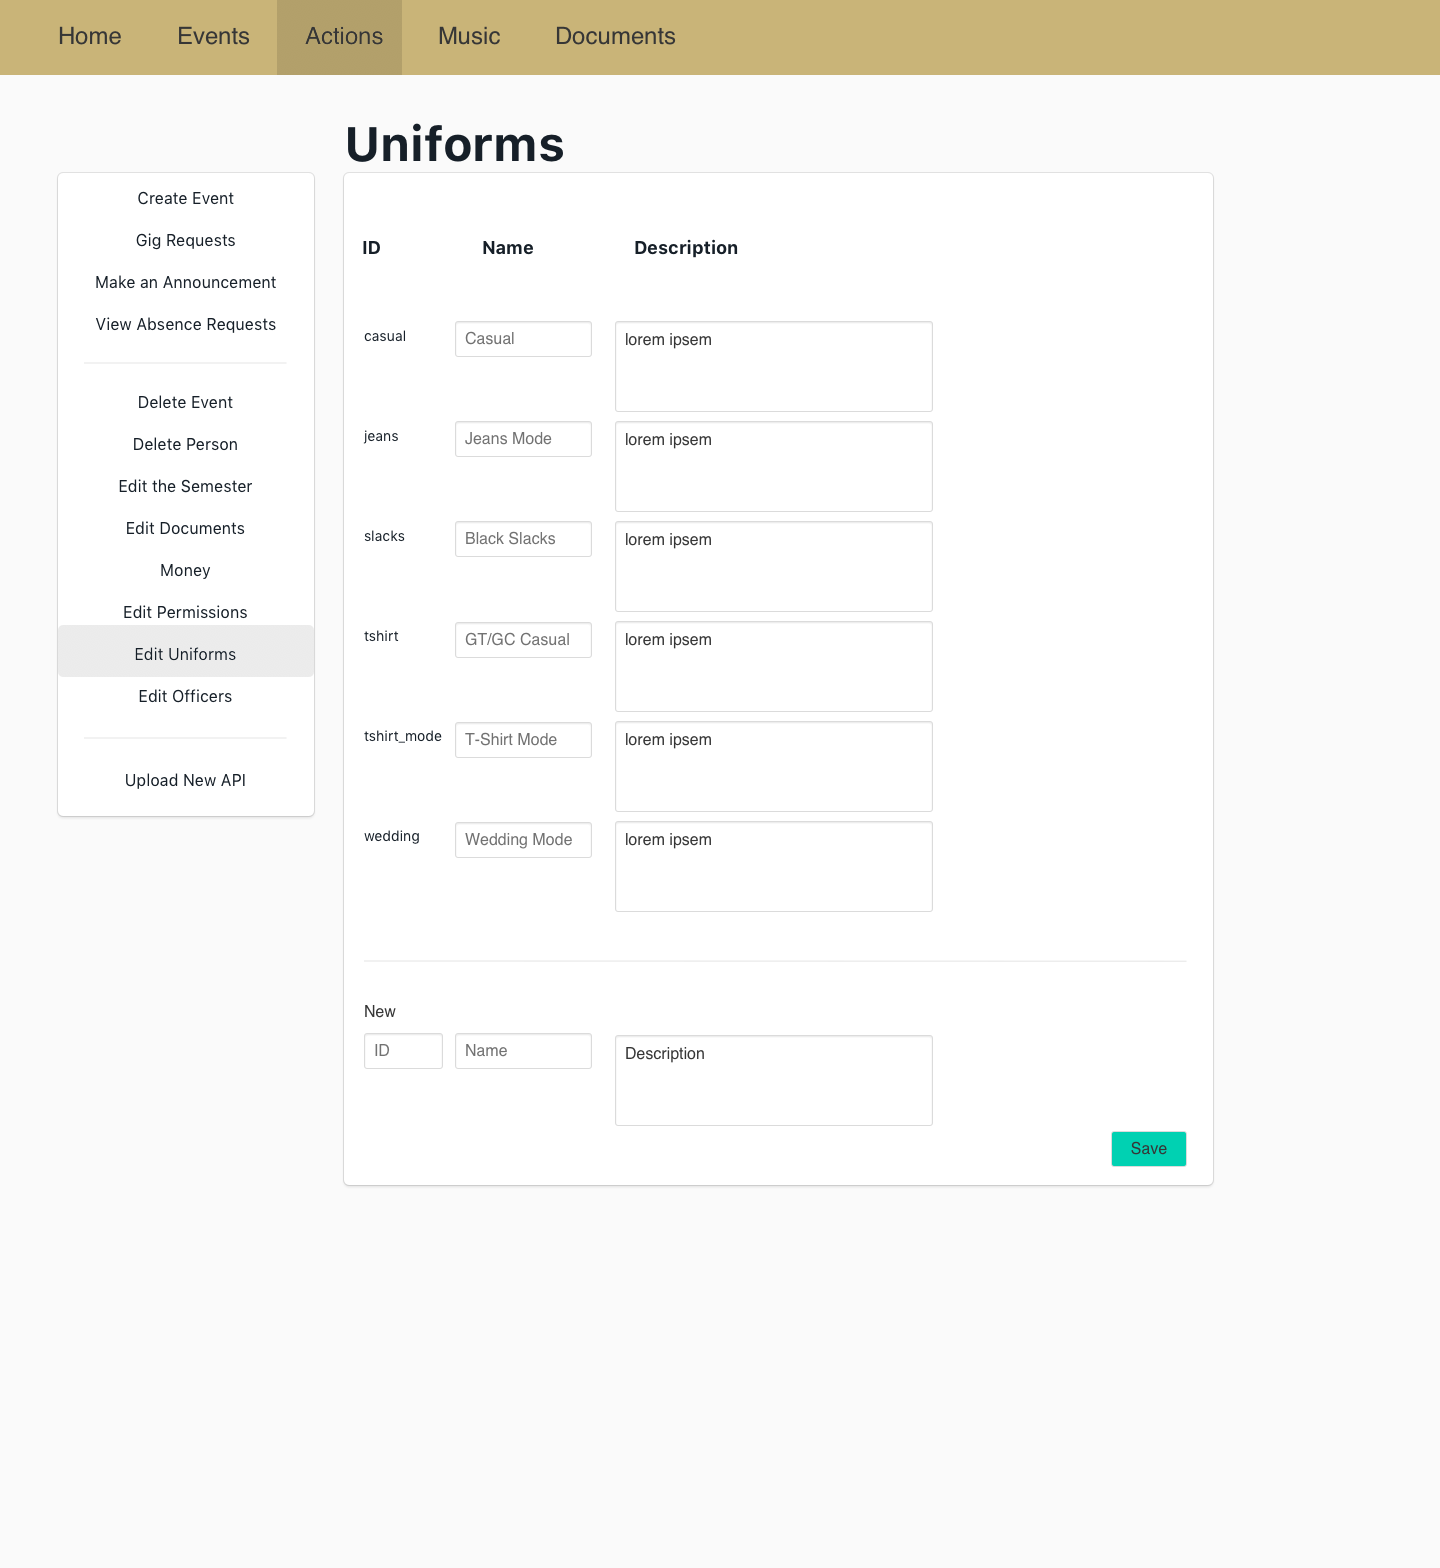 Home Events Actions Music Documents
Uniforms
Create Event
Gig Requests
Make an Announcement
View Absence Requests
Delete Event
Delete Person
Edit the Semester
Edit Documents
Money
Edit Permissions
Edit Uniforms
Edit Officers
Upload New API
ID Name Description
casual Casual lorem ipsem
jeans Jeans Mode lorem ipsem
slacks Black Slacks lorem ipsem
tshirt GT/GC Casual lorem ipsem
tshirt_mode T-Shirt Mode lorem ipsem
wedding Wedding Mode lorem ipsem
New
ID Name Description
Save